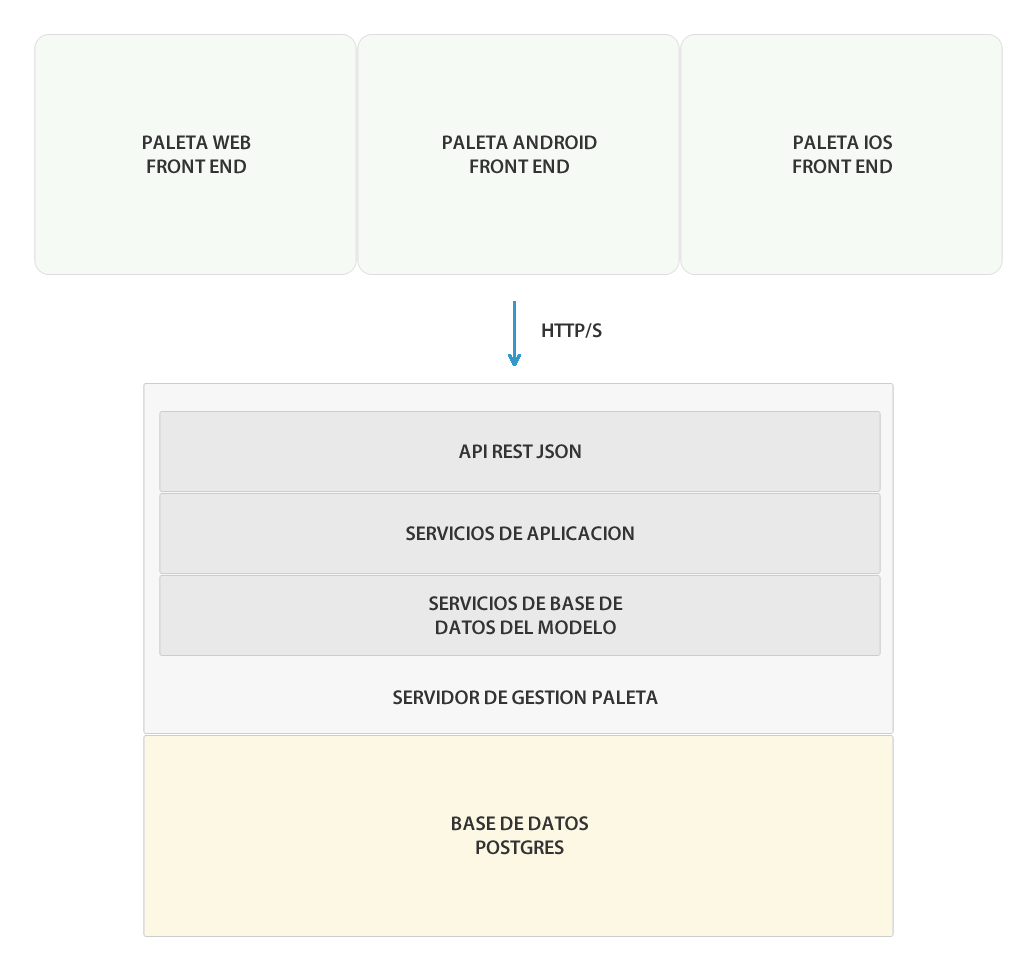 PALETA WEB
FRONT END
PALETA ANDROID
FRONT END
PALETA IOS
FRONT END
HTTP/S
API REST JSON
SERVICIOS DE APLICACION
SERVICIOS DE BASE DE
DATOS DEL MODELO
SERVIDOR DE GESTION PALETA
BASE DE DATOS
POSTGRES